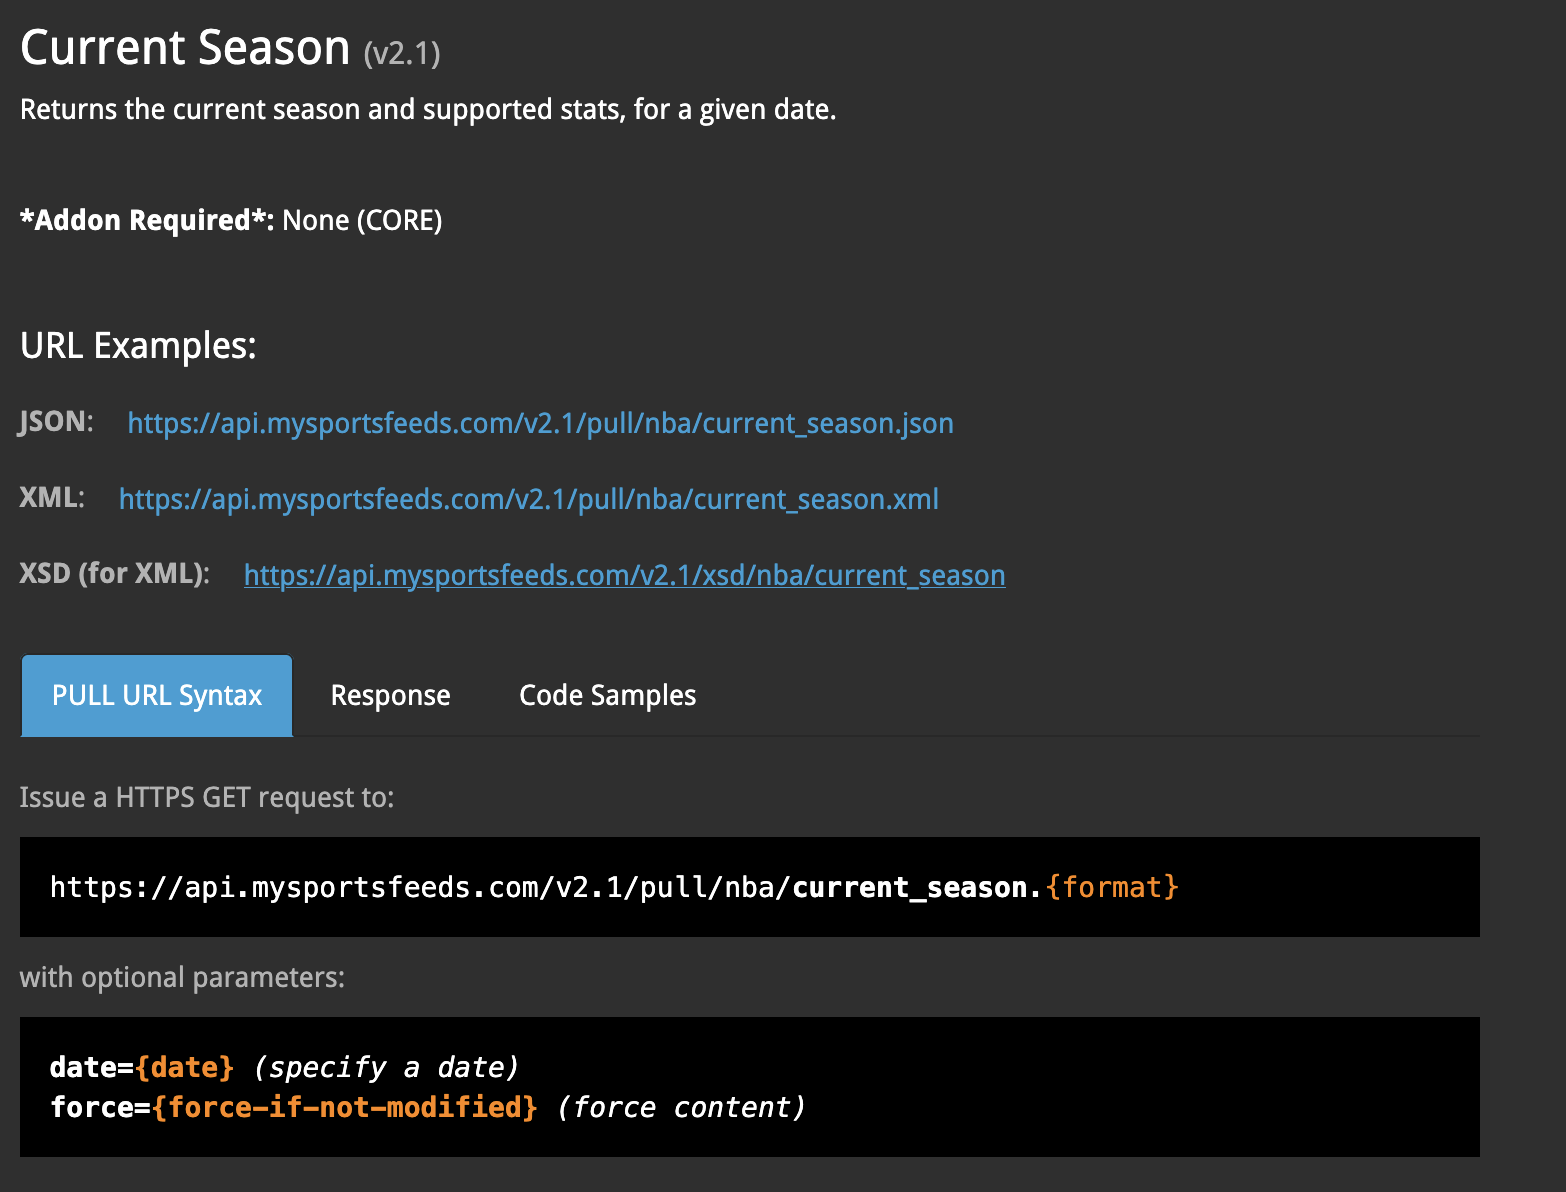 Current Season (v2.1)
Returns the current season and supported stats, for a given date.
*Addon Required*: None (CORE)
URL Examples:
JSON: https://api.mysportsfeeds.com/v2.1/pull/nba/current_season.json
XML: https://api.mysportsfeeds.com/v2.1/pull/nba/current_season.xml
XSD (for XML): https://api.mysportsfeeds.com/v2.1/xsd/nba/current_season
PULL URL Syntax Response Code Samples
Issue a HTTPS GET request to:
https://api.mysportsfeeds.com/v2.1/pull/nba/current_season.{format}
with optional parameters:
date={date} (specify a date)
force={force-if-not-modified} (force content)